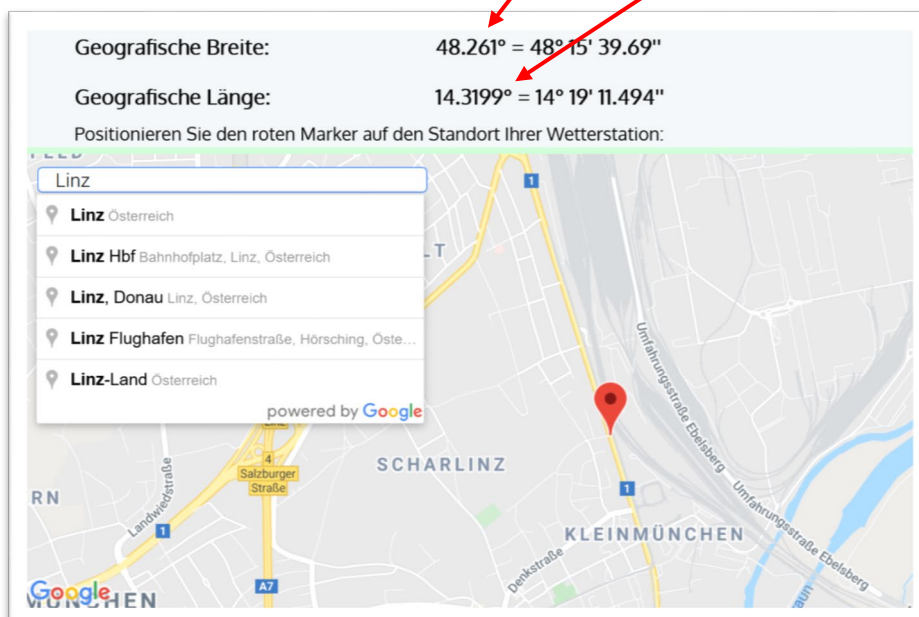 Geografische Breite: 48.261° = 48° 15' 39.69"
Geografische Länge: 14.3199° = 14° 19' 11.494"
Positionieren Sie den roten Marker auf den Standort Ihrer Wetterstation:
Linz
1
Linz Österreich
Linz Hbf Bahnhofplatz, Linz, Österreich
LT
Linz, Donau Linz, Österreich
Linz Flughafen Flughafenstraße, Hörsching, Öste...
Linz-Land Österreich
powered by Google
Umfahrungsstraße Ebelsberg
4
Salzburger
Straße
SCHARLINZ
RN
Landwiedstraße
1
1
Umfahrungsstraße Ebelsberg
KLEINMÜNCHEN
Denkstraße
A7
Google